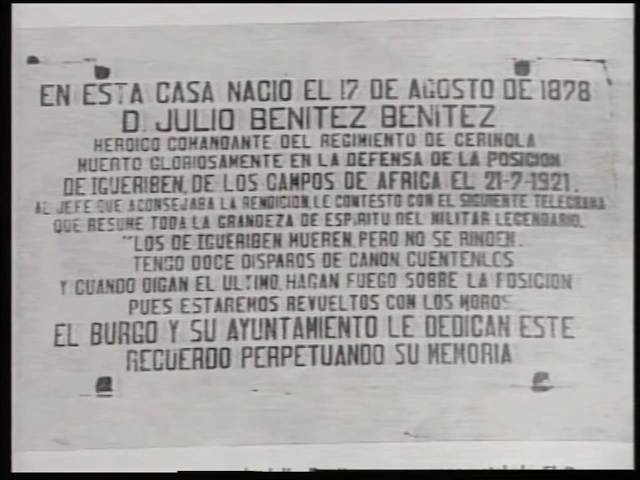 EN ESTA CASA NACIO EL 17 DE AGOSTO DE 1878
D. JULIO BENITEZ BENITEZ
HEROICO COMANDANTE DEL REGIMIENTO DE CERINOLA
MUERTO GLORIOSAMENTE EN LA DEFENSA DE LA POSICION
DE IGUERIBEN, DE LOS CAMPOS DE AFRICA EL 21-7-1921.
AL JEFE QUE ACONSEJABA LA RENDICION, LE CONTESTO CON EL SIGUIENTE TELEGRAMA
QUE RESUME TODA LA GRANDEZA DE ESPIRITU DEL MILITAR LEGENDARIO.
"LOS DE IGUERIBEN MUEREN, PERO NO SE RINDEN.
TENGO DOCE DISPAROS DE CANON, CUENTENLOS
Y CUANDO OIGAN EL ULTIMO, HAGAN FUEGO SOBRE LA POSICION
PUES ESTAREMOS REVUELTOS CON LOS MOROS"
EL BURGO Y SU AYUNTAMIENTO LE DEDICAN ESTE
RECUERDO PERPETUANDO SU MEMORIA